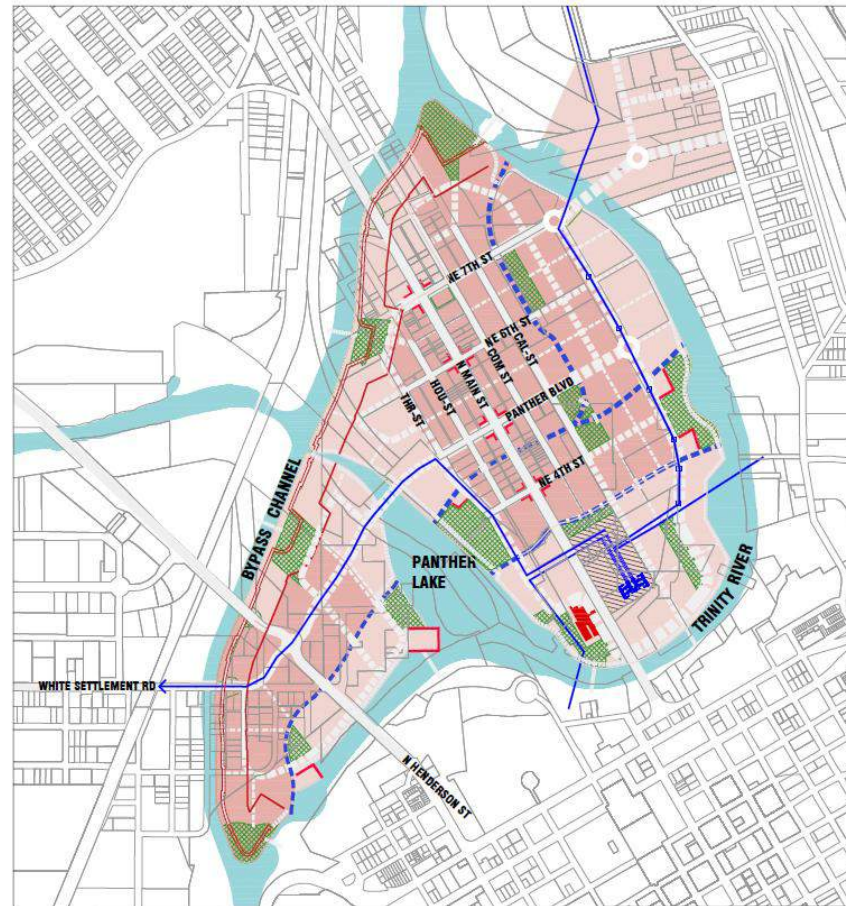 NE 7TH ST
NE 6TH ST
CAL-ST
COM ST
N MAIN ST
HOU-ST
THR-ST
PANTHER BLVD
NE 4TH ST
BYPASS CHANNEL
PANTHER
LAKE
TRINITY RIVER
WHITE SETTLEMENT RD
N HENDERSON ST